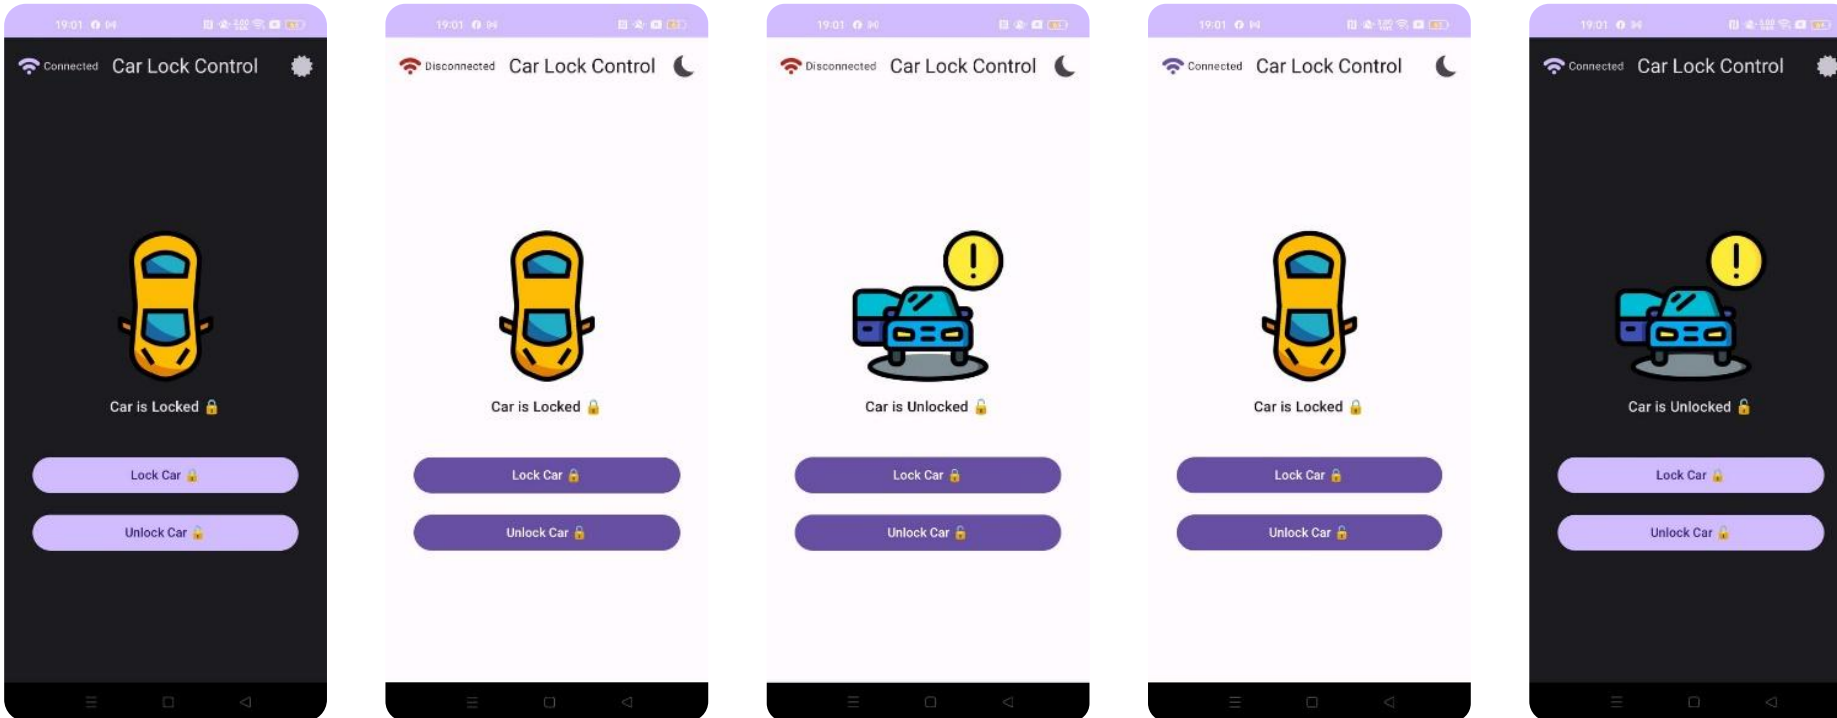 19:01
Connected Car Lock Control
Car is Locked 🔒
Lock Car 🔒
Unlock Car 🔓
19:01
Disconnected Car Lock Control
Car is Locked 🔒
Lock Car 🔒
Unlock Car 🔓
19:01
Disconnected Car Lock Control
!
Car is Unlocked 🔓
Lock Car 🔒
Unlock Car 🔓
19:01
Connected Car Lock Control
Car is Locked 🔒
Lock Car 🔒
Unlock Car 🔓
19:01
Connected Car Lock Control
!
Car is Unlocked 🔓
Lock Car 🔒
Unlock Car 🔓